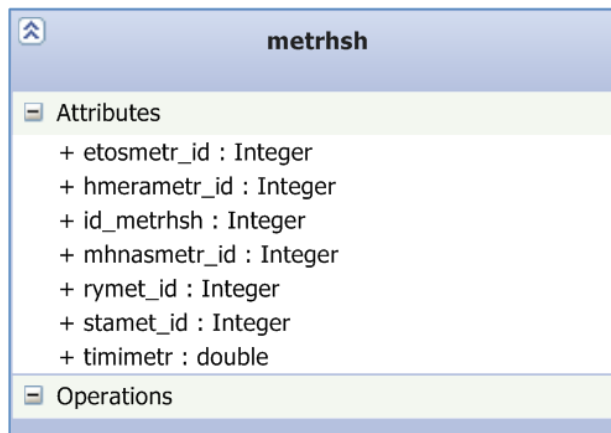 metrhsh
Attributes
+ etosmetr_id : Integer
+ hmerametr_id : Integer
+ id_metrhsh : Integer
+ mhnasmetr_id : Integer
+ rymet_id : Integer
+ stamet_id : Integer
+ timimetr : double
Operations